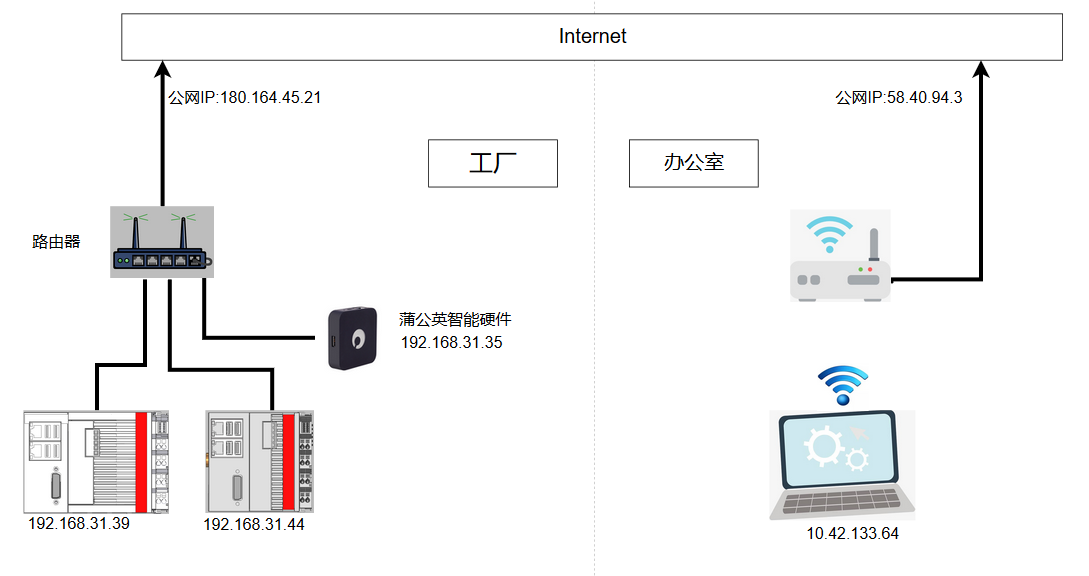 Internet
公网IP:180.164.45.21
公网IP:58.40.94.3
工厂
办公室
路由器
蒲公英智能硬件
192.168.31.35
192.168.31.39
192.168.31.44
10.42.133.64